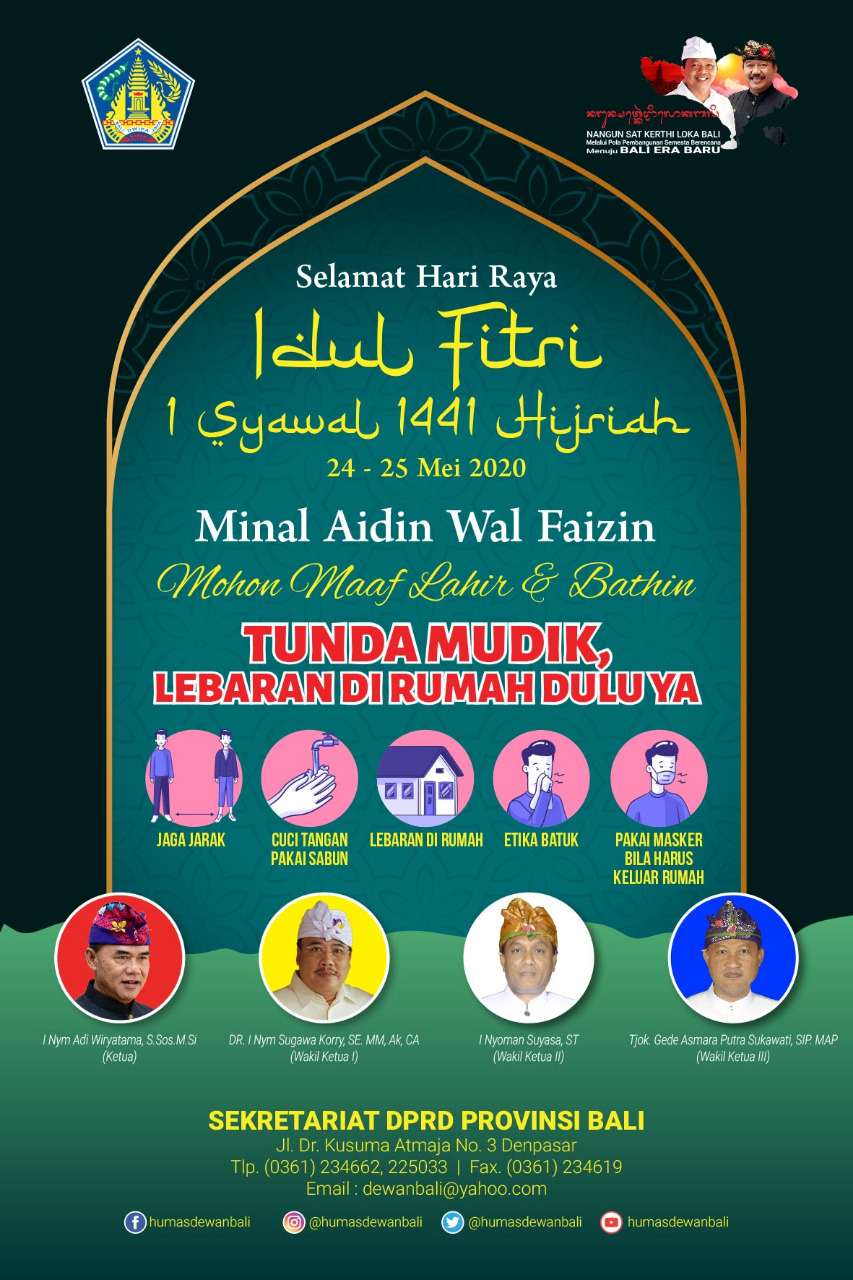 BALI DWIPA JAYA
NANGUN SAT KERTHI LOKA BALI
Melalui Pola Pembangunan Semesta Berencana
Menuju BALI ERA BARU
Selamat Hari Raya
Idul Fitri
1 Syawal 1441 Hijriah
24 - 25 Mei 2020
Minal Aidin Wal Faizin
Mohon Maaf Lahir & Bathin
TUNDA MUDIK,
LEBARAN DI RUMAH DULU YA
JAGA JARAK
CUCI TANGAN
PAKAI SABUN
LEBARAN DI RUMAH
ETIKA BATUK
PAKAI MASKER
BILA HARUS
KELUAR RUMAH
I Nym Adi Wiryatama, S.Sos.M.Si
(Ketua)
DR. I Nym Sugawa Korry, SE. MM, Ak, CA
(Wakil Ketua I)
I Nyoman Suyasa, ST
(Wakil Ketua II)
Tjok. Gede Asmara Putra Sukawati, SIP. MAP
(Wakil Ketua III)
SEKRETARIAT DPRD PROVINSI BALI
Jl. Dr. Kusuma Atmaja No. 3 Denpasar
Tlp. (0361) 234662, 225033 | Fax. (0361) 234619
Email : dewanbali@yahoo.com
humasdewanbali @humasdewanbali @humasdewanbali humasdewanbali